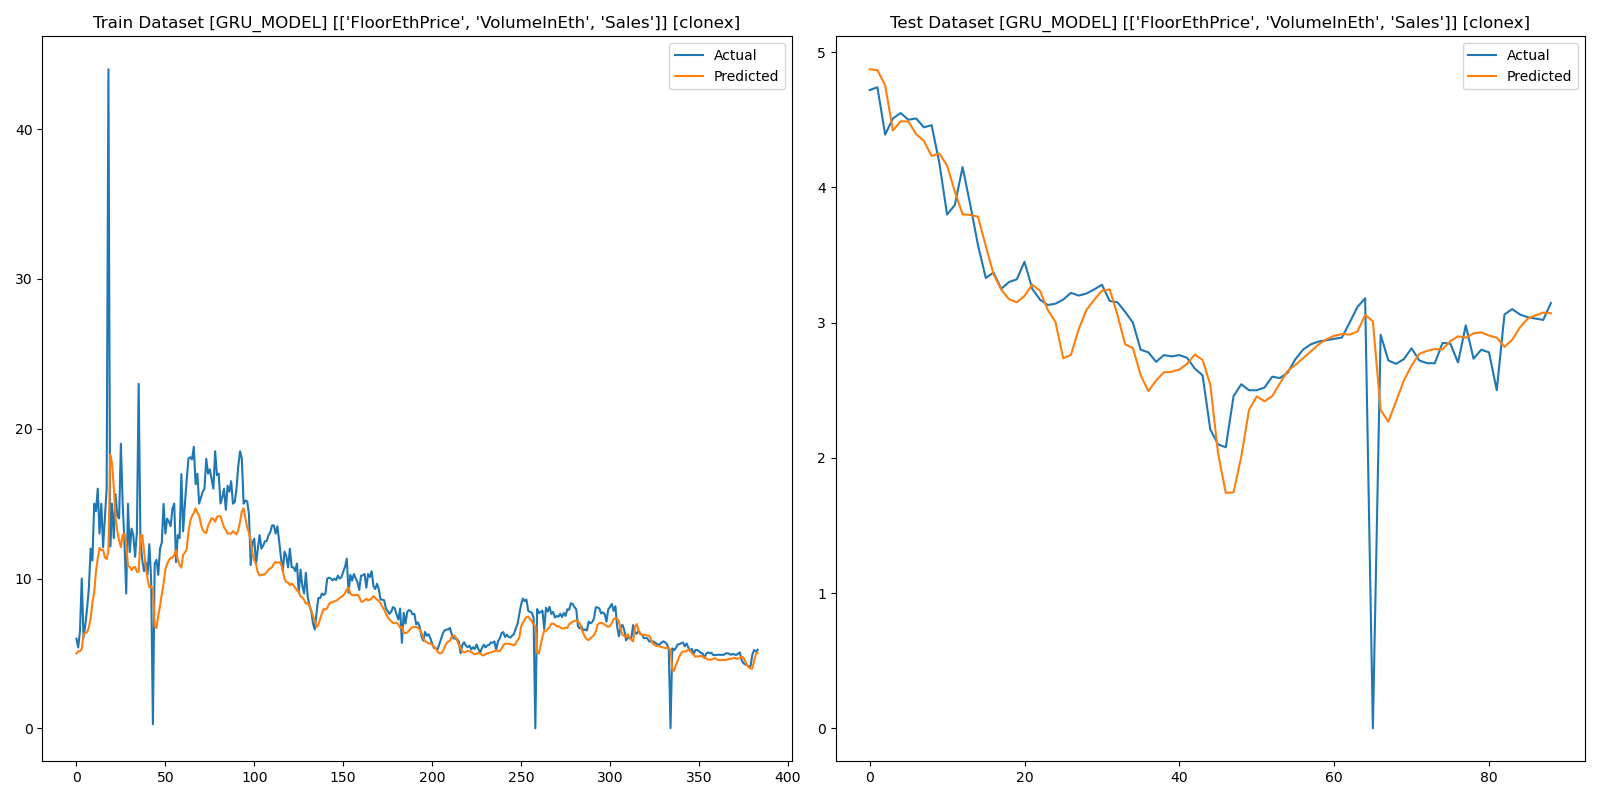 Train Dataset [GRU_MODEL] [['FloorEthPrice', 'VolumeInEth', 'Sales']] [clonex]
Actual
Predicted
40
30
20
10
0
0 50 100 150 200 250 300 350 400
Test Dataset [GRU_MODEL] [['FloorEthPrice', 'VolumeInEth', 'Sales']] [clonex]
Actual
Predicted
5
4
3
2
1
0
0 20 40 60 80